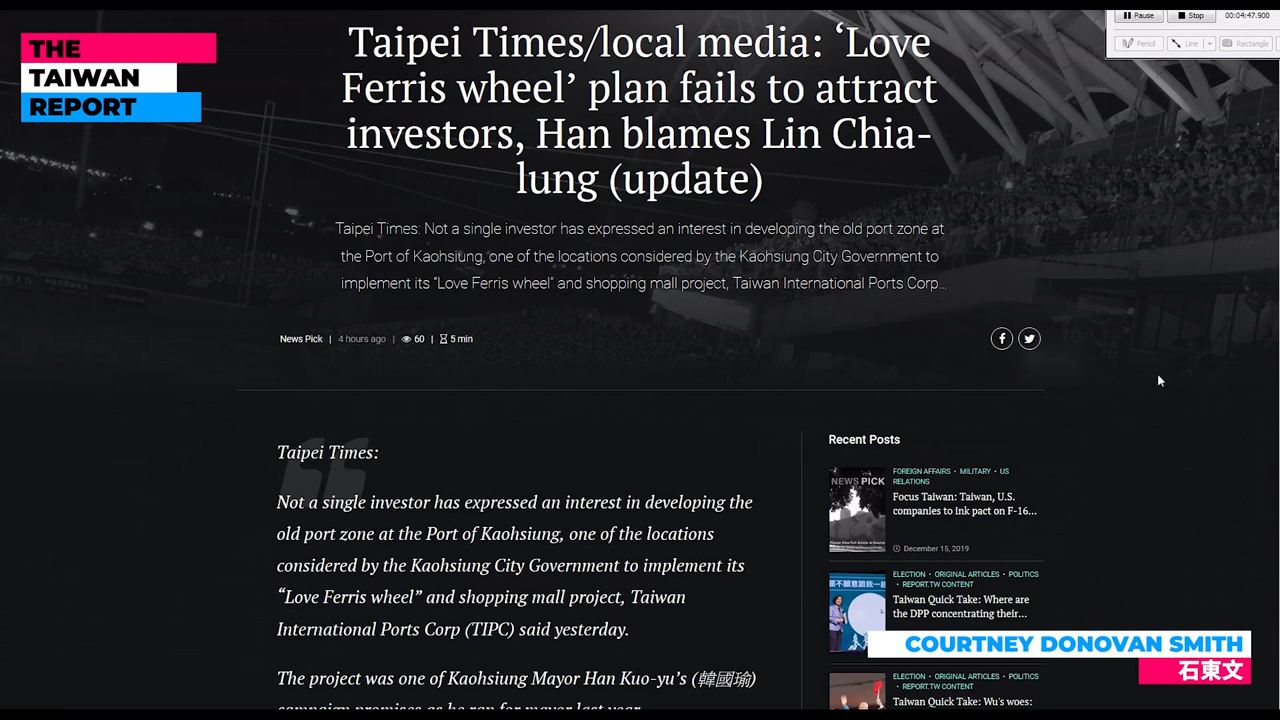 THE
TAIWAN
REPORT
Pause
Stop
00:04:47.900
Pencil
Line
Rectangle
Taipei Times/local media: ‘Love
Ferris wheel’ plan fails to attract
investors, Han blames Lin Chia-
lung (update)
Taipei Times: Not a single investor has expressed an interest in developing the old port zone at
the Port of Kaohsiung, one of the locations considered by the Kaohsiung City Government to
implement its "Love Ferris wheel" and shopping mall project, Taiwan International Ports Corp...
News Pick | 4 hours ago | 60 | 5 min
Taipei Times:
Not a single investor has expressed an interest in developing the
old port zone at the Port of Kaohsiung, one of the locations
considered by the Kaohsiung City Government to implement its
“Love Ferris wheel” and shopping mall project, Taiwan
International Ports Corp (TIPC) said yesterday.
The project was one of Kaohsiung Mayor Han Kuo-yu’s (韓國瑜)
campaign promises as he ran for mayor last year.
Recent Posts
NEWS PICK
FOREIGN AFFAIRS • MILITARY • US
RELATIONS
Focus Taiwan: Taiwan, U.S.
companies to ink pact on F-16...
December 15, 2019
ELECTION • ORIGINAL ARTICLES • POLITICS
• REPORT.TW CONTENT
Taiwan Quick Take: Where are
the DPP concentrating their...
COURTNEY DONOVAN SMITH
石東文
ELECTION • ORIGINAL ARTICLES • POLITICS
• REPORT.TW CONTENT
Taiwan Quick Take: Wu's woes: